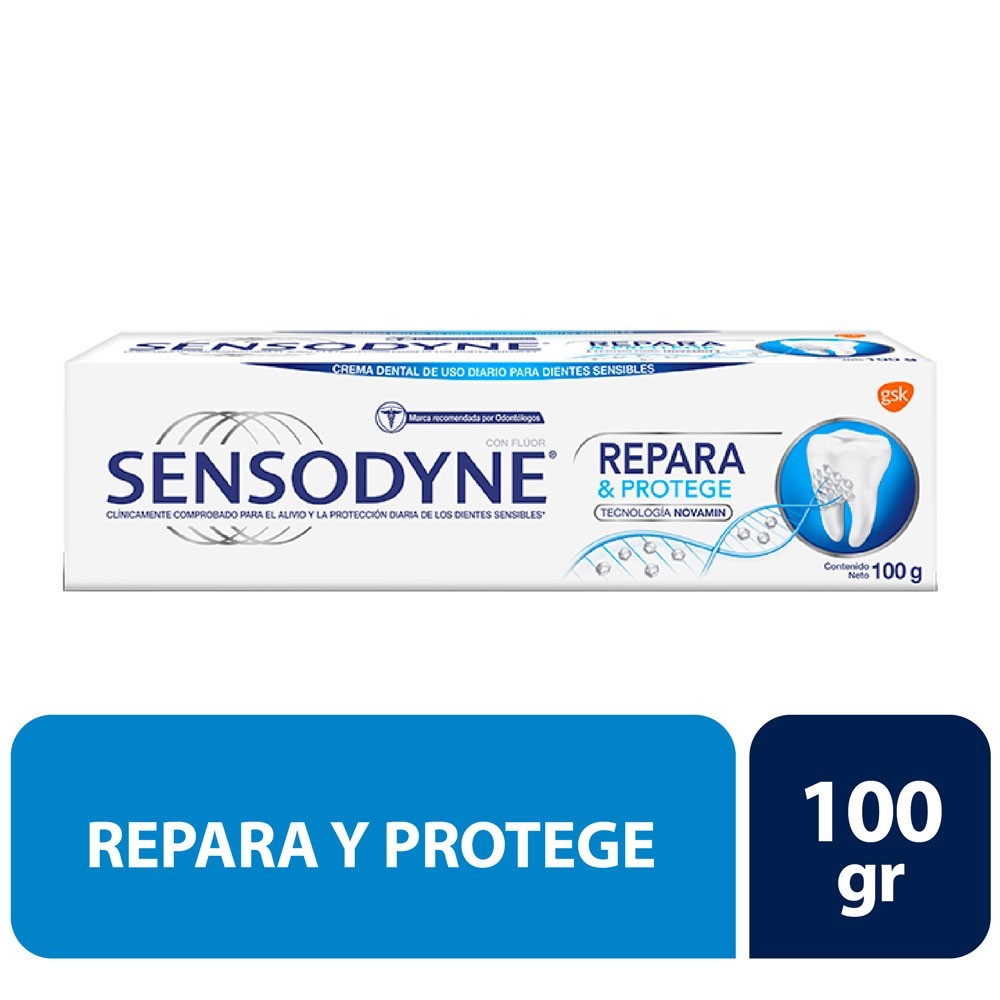 SENSODYNE
REPARA
CREMA DENTAL DE USO DIARIO PARA DIENTES SENSIBLES
gsk
Marca recomendada por Odontólogos
CON FLÚOR
SENSODYNE®
CLÍNICAMENTE COMPROBADO PARA EL ALIVIO Y LA PROTECCIÓN DIARIA DE LOS DIENTES SENSIBLES*
REPARA
& PROTEGE
TECNOLOGÍA NOVAMIN
Contenido
Neto 100 g
REPARA Y PROTEGE
100
gr